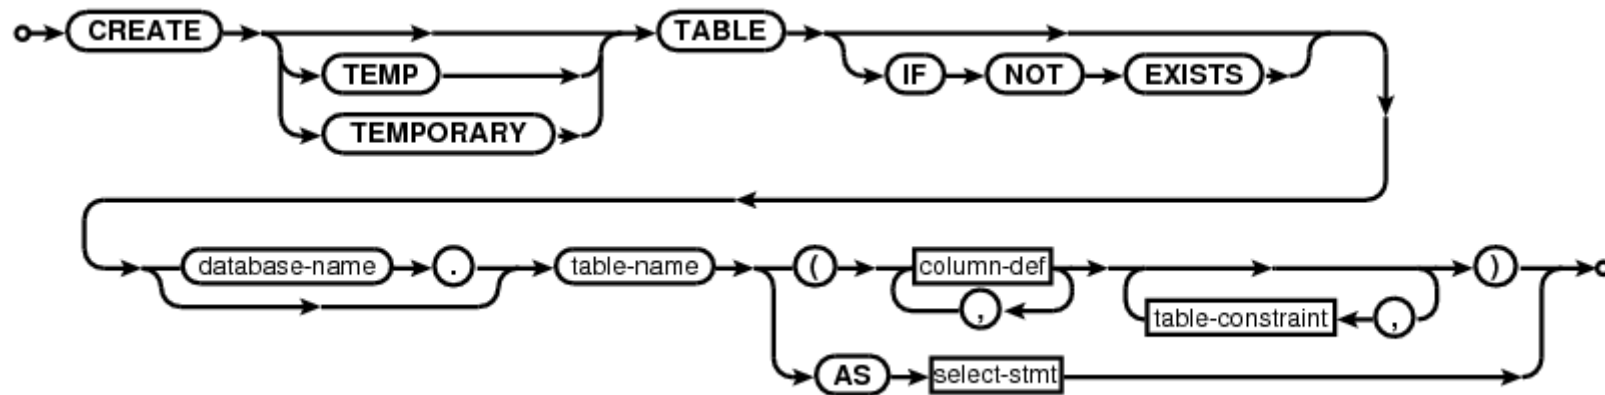 CREATE TABLE
TEMP IF NOT EXISTS
TEMPORARY
database-name . table-name ( column-def )
, table-constraint ,
AS select-stmt